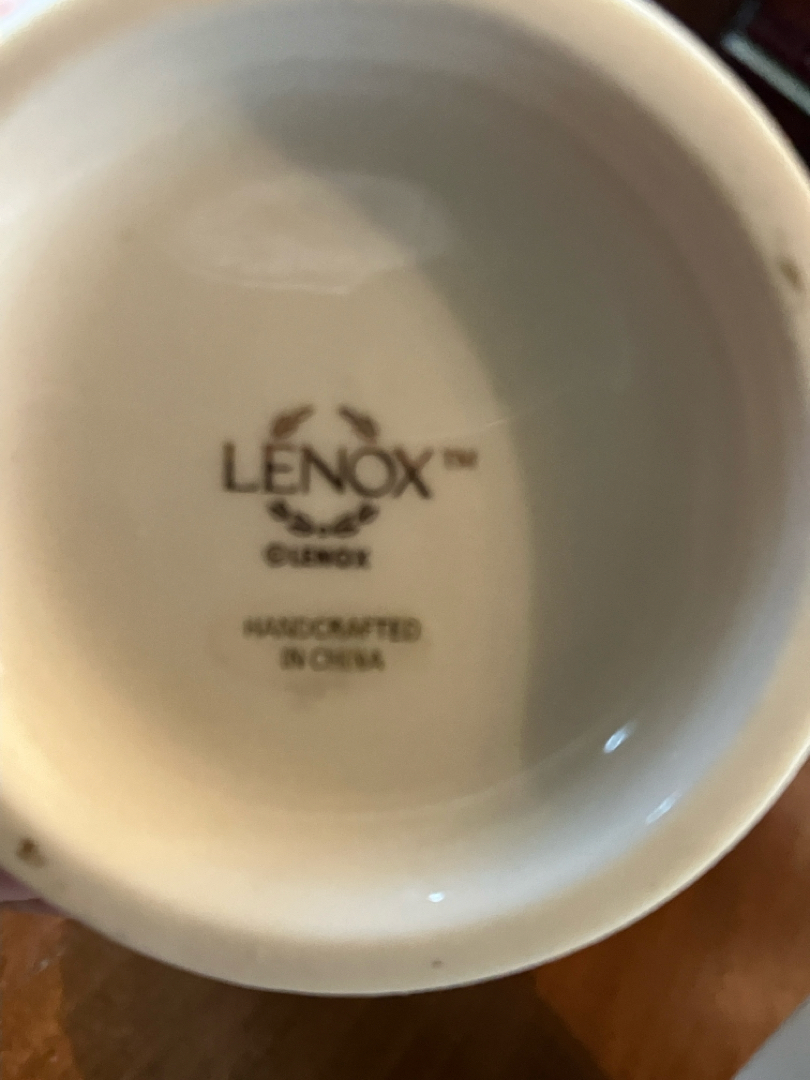 LENOX™
©LENOX
HANDCRAFTED
IN CHINA